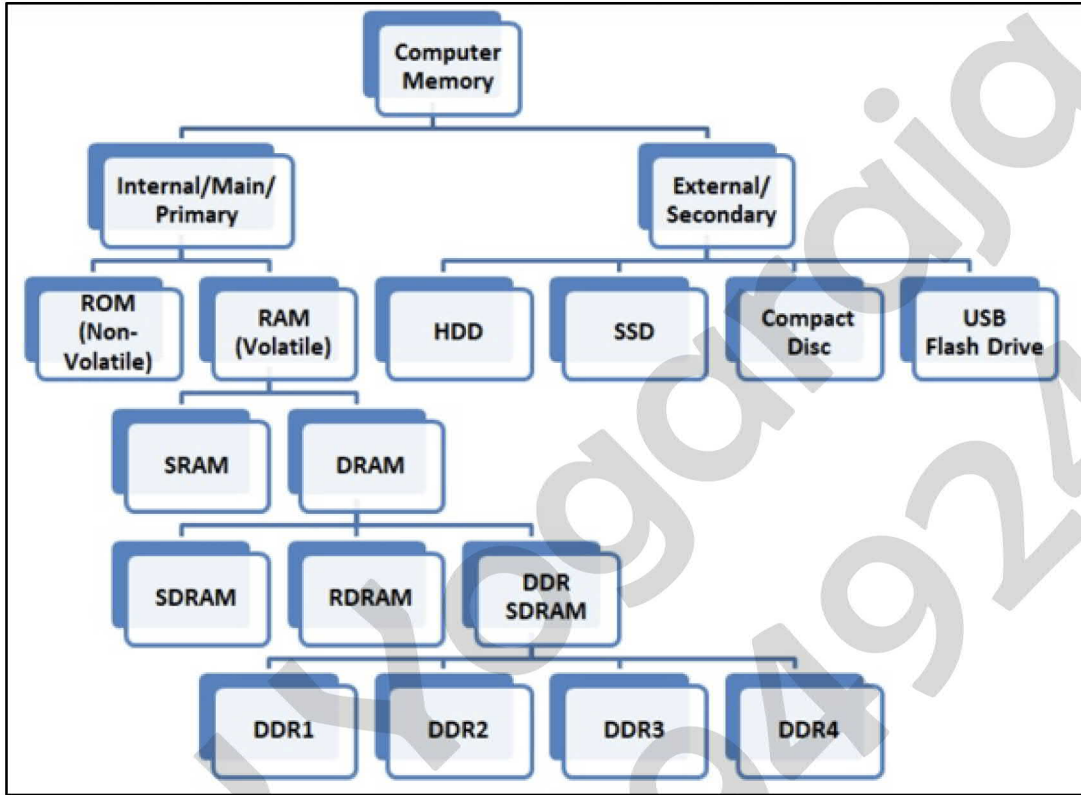 Computer
Memory
Internal/Main/
Primary
External/
Secondary
ROM
(Non-
Volatile)
RAM
(Volatile)
HDD
SSD
Compact
Disc
USB
Flash Drive
SRAM
DRAM
SDRAM
RDRAM
DDR
SDRAM
DDR1
DDR2
DDR3
DDR4
Yogaraja